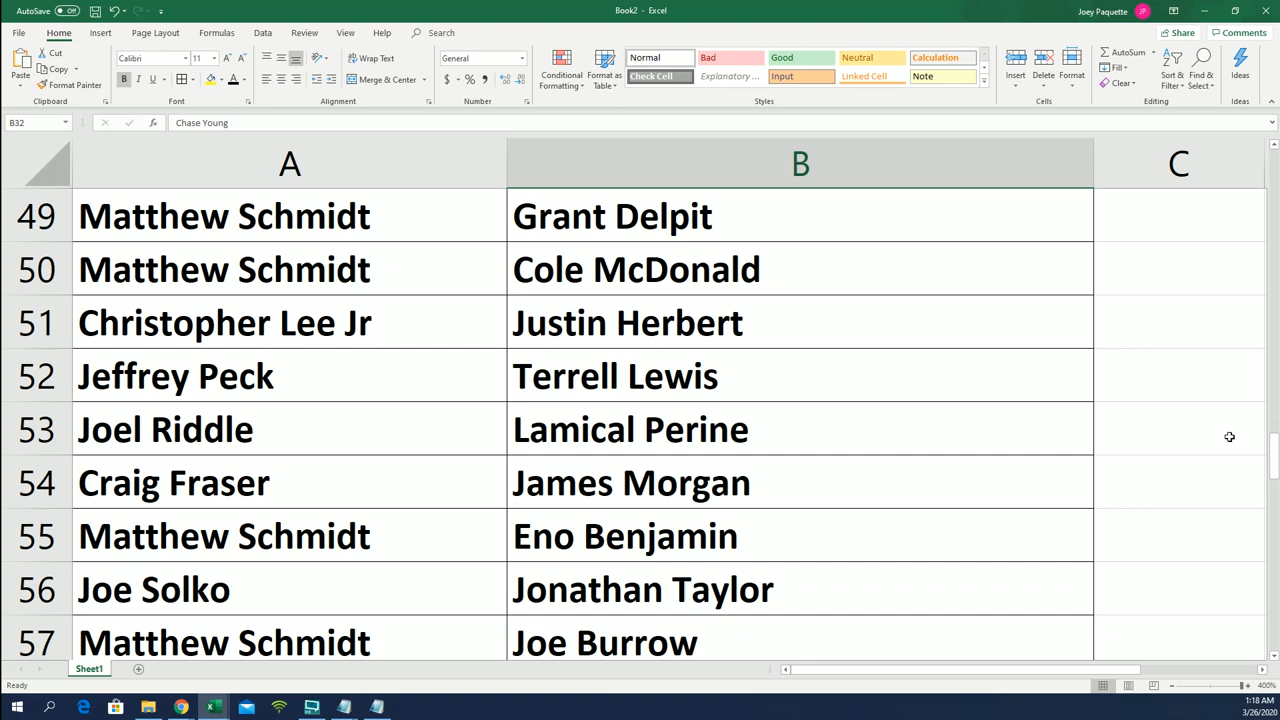 AutoSave Off
Book2 - Excel
Joey Paquette JP
File Home Insert Page Layout Formulas Data Review View Help Search
Share Comments
Paste
Cut
Copy
Format Painter
Clipboard
Calibri 11
B I U
Font
Wrap Text
Merge & Center
Alignment
General
$ % ,
Number
Conditional Formatting
Format as Table
Normal Bad Good Neutral Calculation
Check Cell Explanatory ... Input Linked Cell Note
Styles
Insert Delete Format
Cells
AutoSum
Fill
Clear
Sort & Filter
Find & Select
Editing
Ideas
Ideas
B32 fx Chase Young
A B C
49 Matthew Schmidt Grant Delpit
50 Matthew Schmidt Cole McDonald
51 Christopher Lee Jr Justin Herbert
52 Jeffrey Peck Terrell Lewis
53 Joel Riddle Lamical Perine
54 Craig Fraser James Morgan
55 Matthew Schmidt Eno Benjamin
56 Joe Solko Jonathan Taylor
57 Matthew Schmidt Joe Burrow
Sheet1
Ready
400%
1:18 AM
3/26/2020